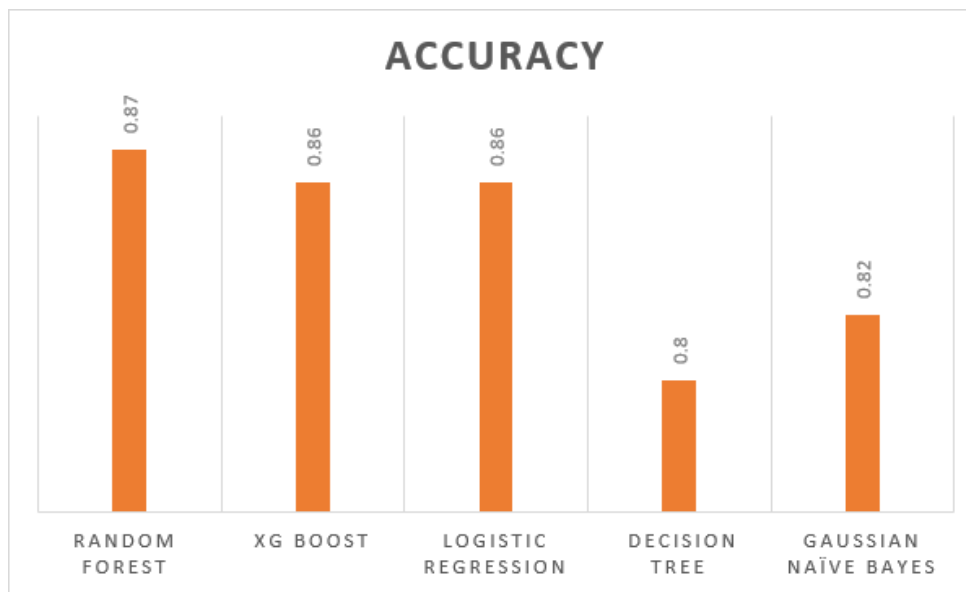 ACCURACY
0.87
0.86
0.86
0.8
0.82
RANDOM
FOREST
XG BOOST
LOGISTIC
REGRESSION
DECISION
TREE
GAUSSIAN
NAÏVE BAYES